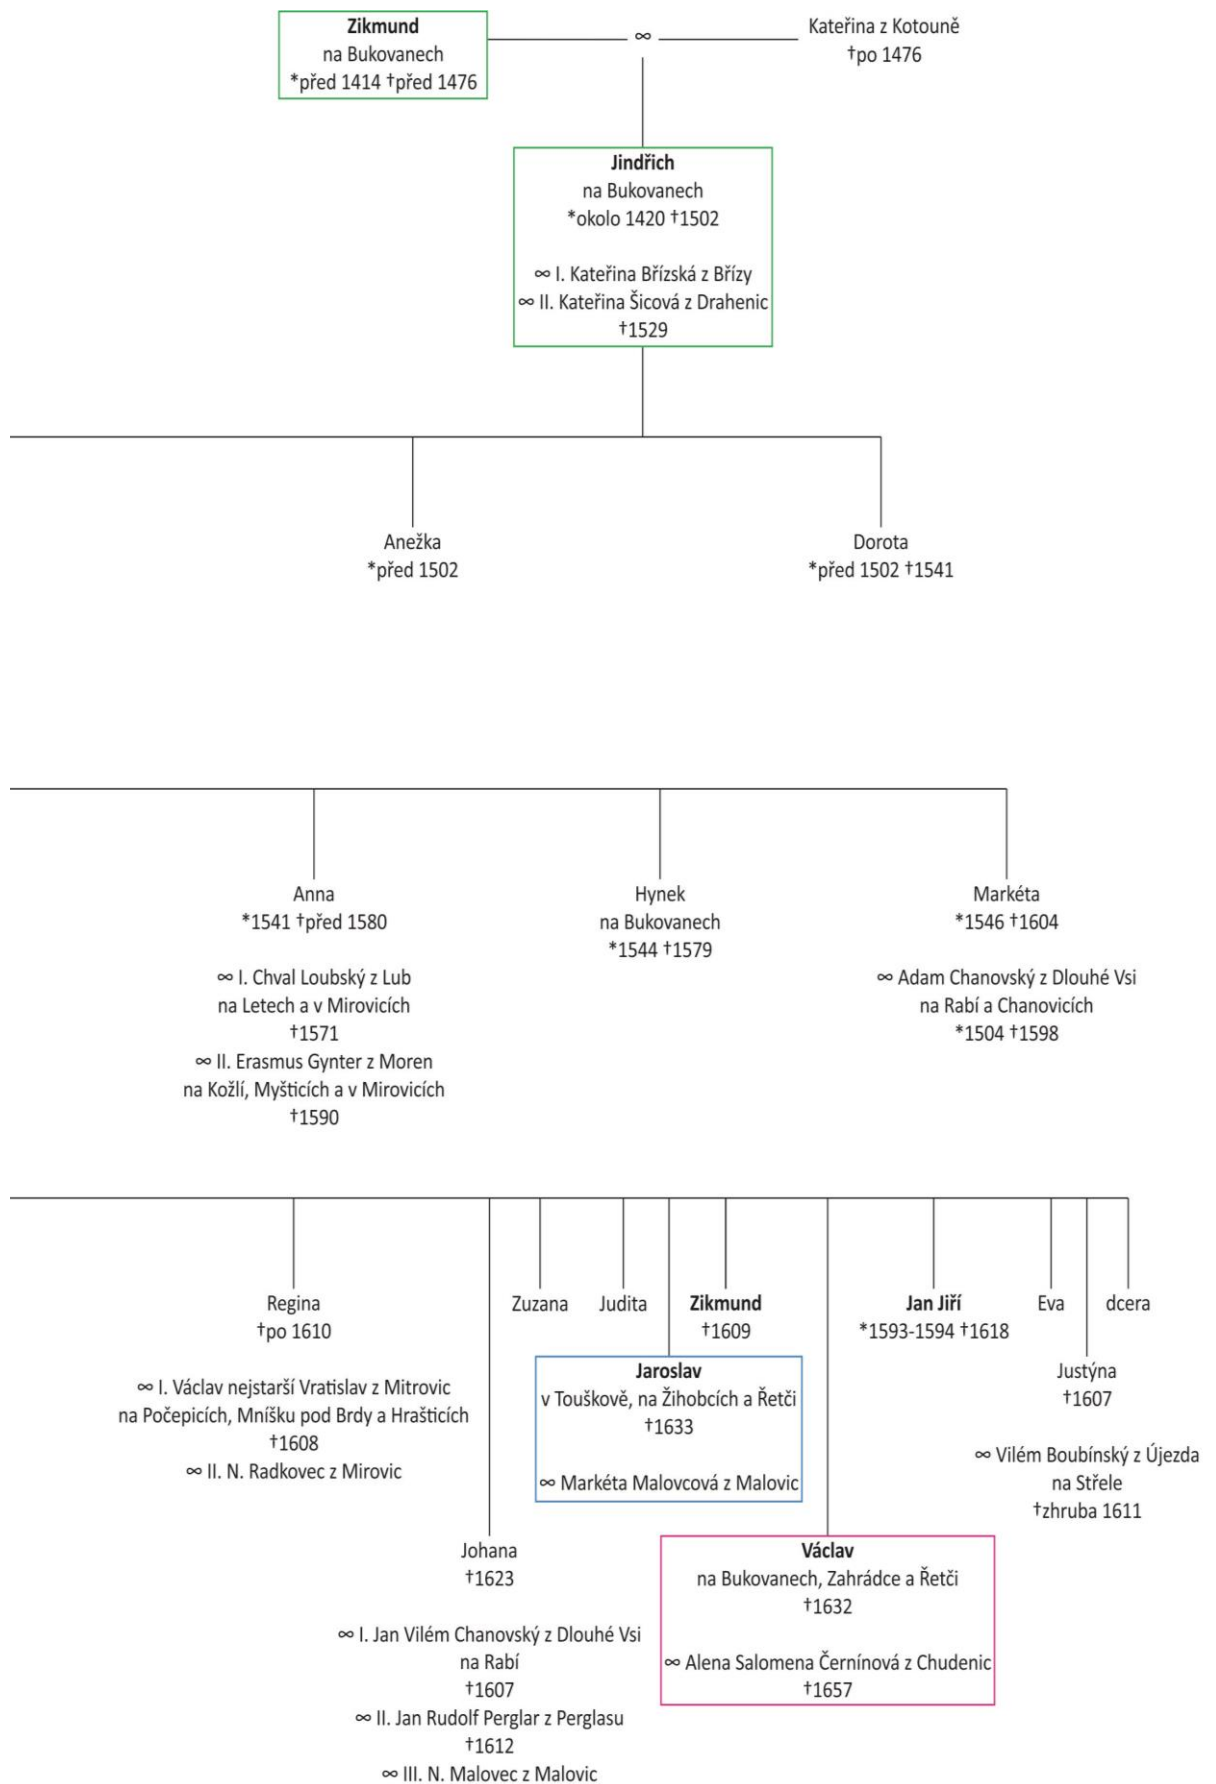 Zikmund
na Bukovanech
*před 1414 †před 1476
∞
Kateřina z Kotouně
†po 1476
Jindřich
na Bukovanech
*okolo 1420 †1502
∞ I. Kateřina Břízská z Břízy
∞ II. Kateřina Šicová z Drahenic
†1529
Anežka
*před 1502
Dorota
*před 1502 †1541
Anna
*1541 †před 1580
∞ I. Chval Loubský z Lub
na Letech a v Mirovicích
†1571
∞ II. Erasmus Gynter z Moren
na Kožlí, Myšticích a v Mirovicích
†1590
Hynek
na Bukovanech
*1544 †1579
Markéta
*1546 †1604
∞ Adam Chanovský z Dlouhé Vsi
na Rabí a Chanovicích
*1504 †1598
Regina
†po 1610
∞ I. Václav nejstarší Vratislav z Mitrovic
na Počepicích, Mníšku pod Brdy a Hrašticích
†1608
∞ II. N. Radkovec z Mirovic
Johana
†1623
∞ I. Jan Vilém Chanovský z Dlouhé Vsi
na Rabí
†1607
∞ II. Jan Rudolf Perglar z Perglasu
†1612
∞ III. N. Malovec z Malovic
Zuzana
Judita
Jaroslav
v Touškově, na Žihobcích a Řetči
†1633
∞ Markéta Malovcová z Malovic
Zikmund
†1609
Václav
na Bukovanech, Zahrádce a Řetči
†1632
∞ Alena Salomena Černínová z Chudenic
†1657
Jan Jiří
*1593-1594 †1618
Eva
Justýna
†1607
∞ Vilém Boubínský z Újezda
na Střele
†zhruba 1611
dcera